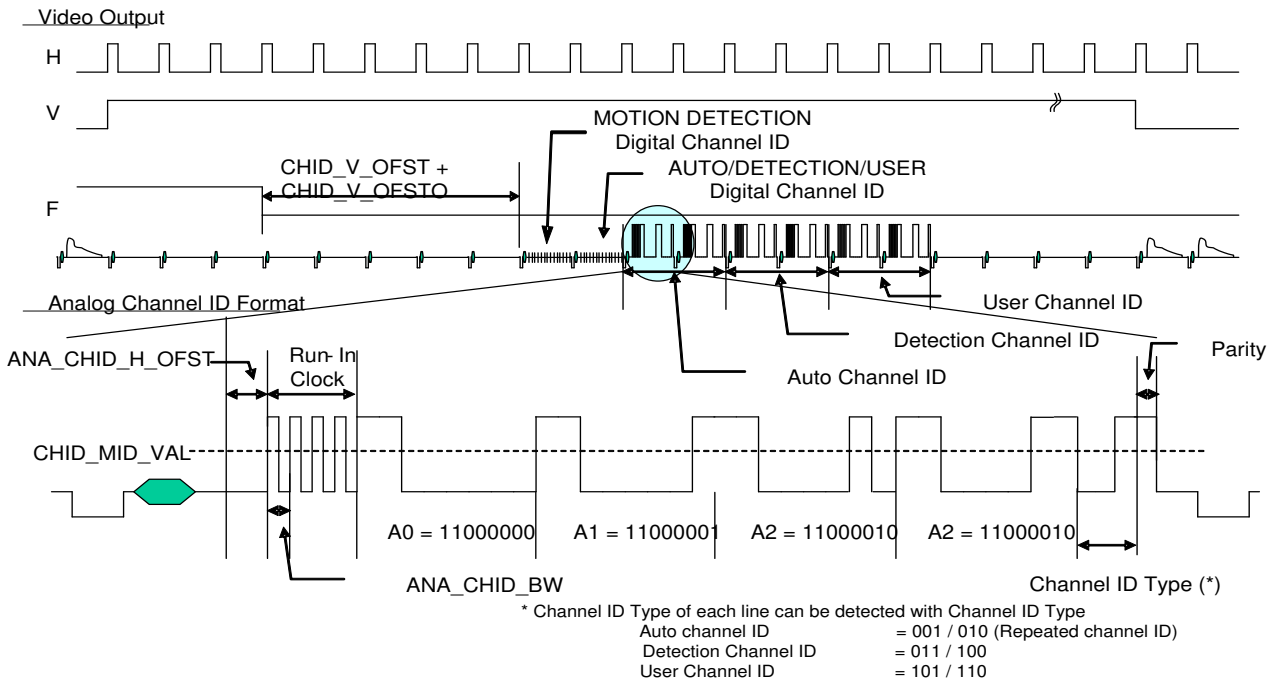 Video Output
H
V
MOTION DETECTION
Digital Channel ID
CHID_V_OFST +
CHID_V_OFSTO
AUTO/DETECTION/USER
Digital Channel ID
F
Analog Channel ID Format
User Channel ID
Detection Channel ID
Auto Channel ID
ANA_CHID_H_OFST
Run-In
Clock
Parity
CHID_MID_VAL
A0 = 11000000
A1 = 11000001
A2 = 11000010
A2 = 11000010
ANA_CHID_BW
Channel ID Type (*)
* Channel ID Type of each line can be detected with Channel ID Type
Auto channel ID = 001 / 010 (Repeated channel ID)
Detection Channel ID = 011 / 100
User Channel ID = 101 / 110